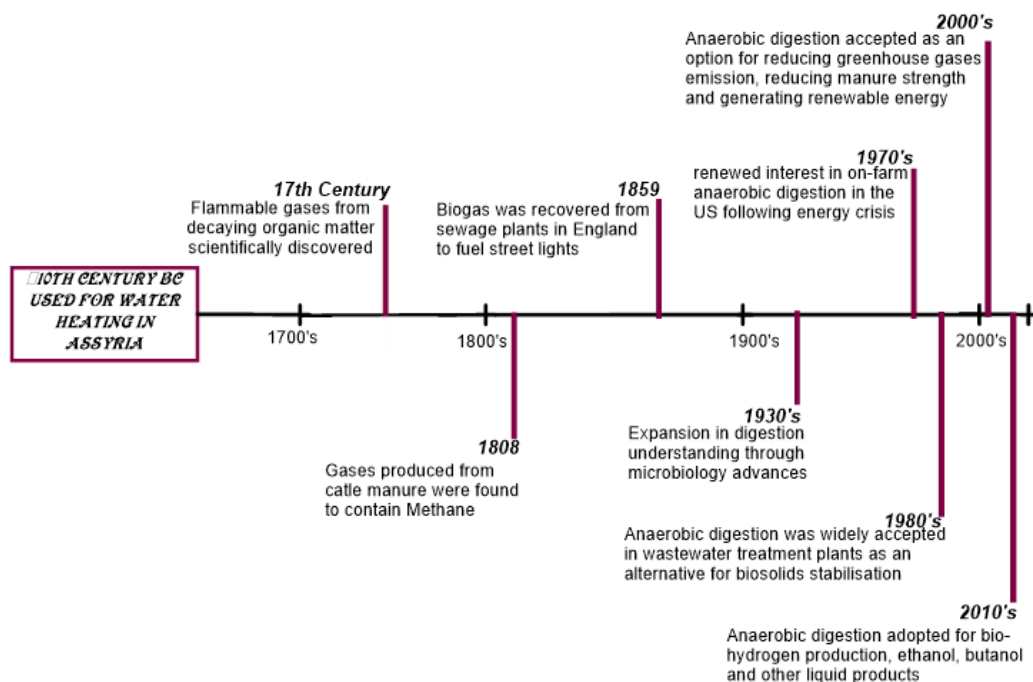 2000's
Anaerobic digestion accepted as an
option for reducing greenhouse gases
emission, reducing manure strength
and generating renewable energy
1970's
renewed interest in on-farm
anaerobic digestion in the
US following energy crisis
17th Century
Flammable gases from
decaying organic matter
scientifically discovered
1859
Biogas was recovered from
sewage plants in England
to fuel street lights
10TH CENTURY BC
USED FOR WATER
HEATING IN
ASSYRIA
1700's
1800's
1900's
2000's
1808
Gases produced from
catle manure were found
to contain Methane
1930's
Expansion in digestion
understanding through
microbiology advances
1980's
Anaerobic digestion was widely accepted
in wastewater treatment plants as an
alternative for biosolids stabilisation
2010's
Anaerobic digestion adopted for bio-
hydrogen production, ethanol, butanol
and other liquid products